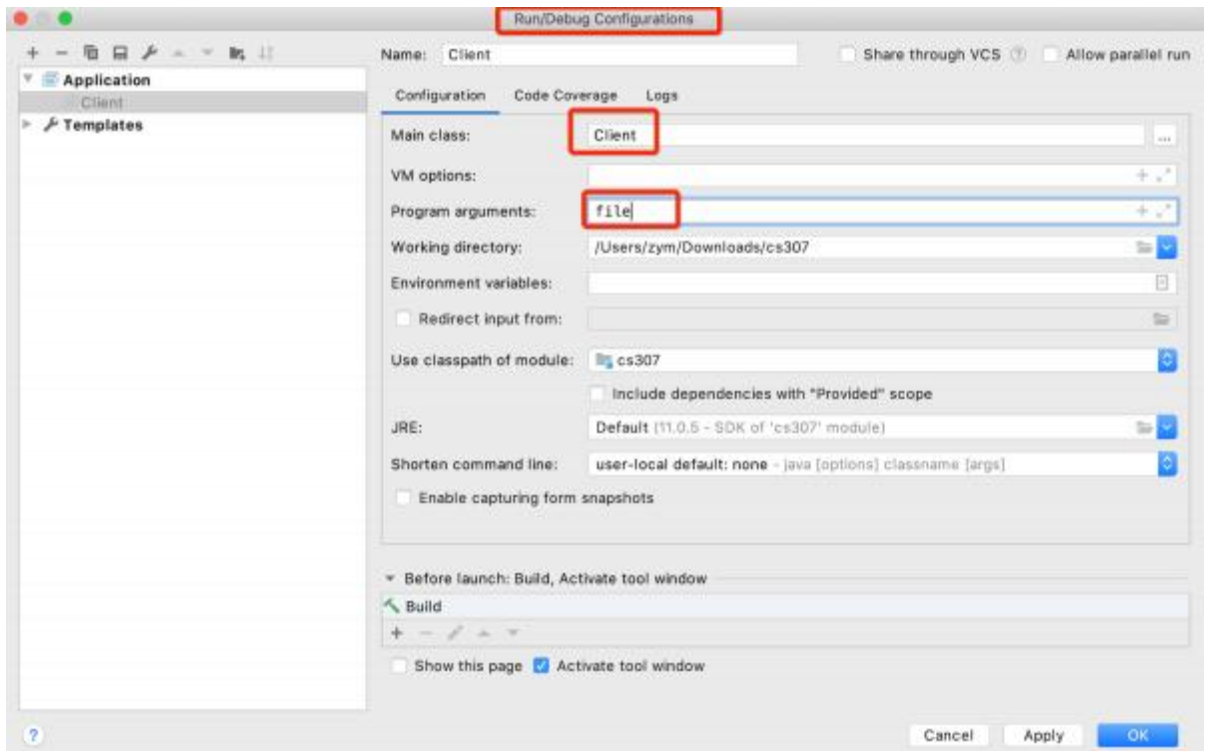 Run/Debug Configurations
Name: Client
Share through VCS ?
Allow parallel run
Application
Client
Templates
Configuration Code Coverage Logs
Main class: Client ...
VM options:
Program arguments: file
Working directory: /Users/zym/Downloads/cs307
Environment variables:
Redirect input from:
Use classpath of module: cs307
Include dependencies with "Provided" scope
JRE: Default (11.0.5 - SDK of 'cs307' module)
Shorten command line: user-local default: none - java [options] classname [args]
Enable capturing form snapshots
Before launch: Build, Activate tool window
Build
Show this page Activate tool window
? Cancel Apply OK